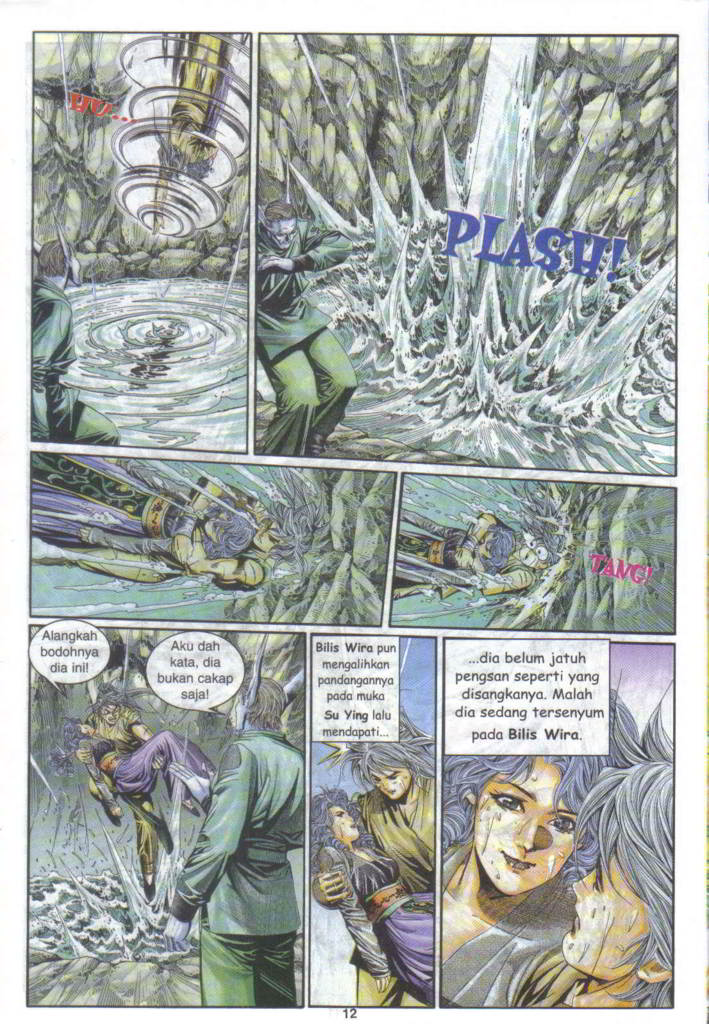 HU...
PLASH!
TANG!
Alangkah
bodohnya
dia ini!
Aku dah
kata, dia
bukan cakap
saja!
Bilis Wira pun
mengalihkan
pandangannya
pada muka
Su Ying lalu
mendapati...
...dia belum jatuh
pengsan seperti yang
disangkanya. Malah
dia sedang tersenyum
pada Bilis Wira.
12